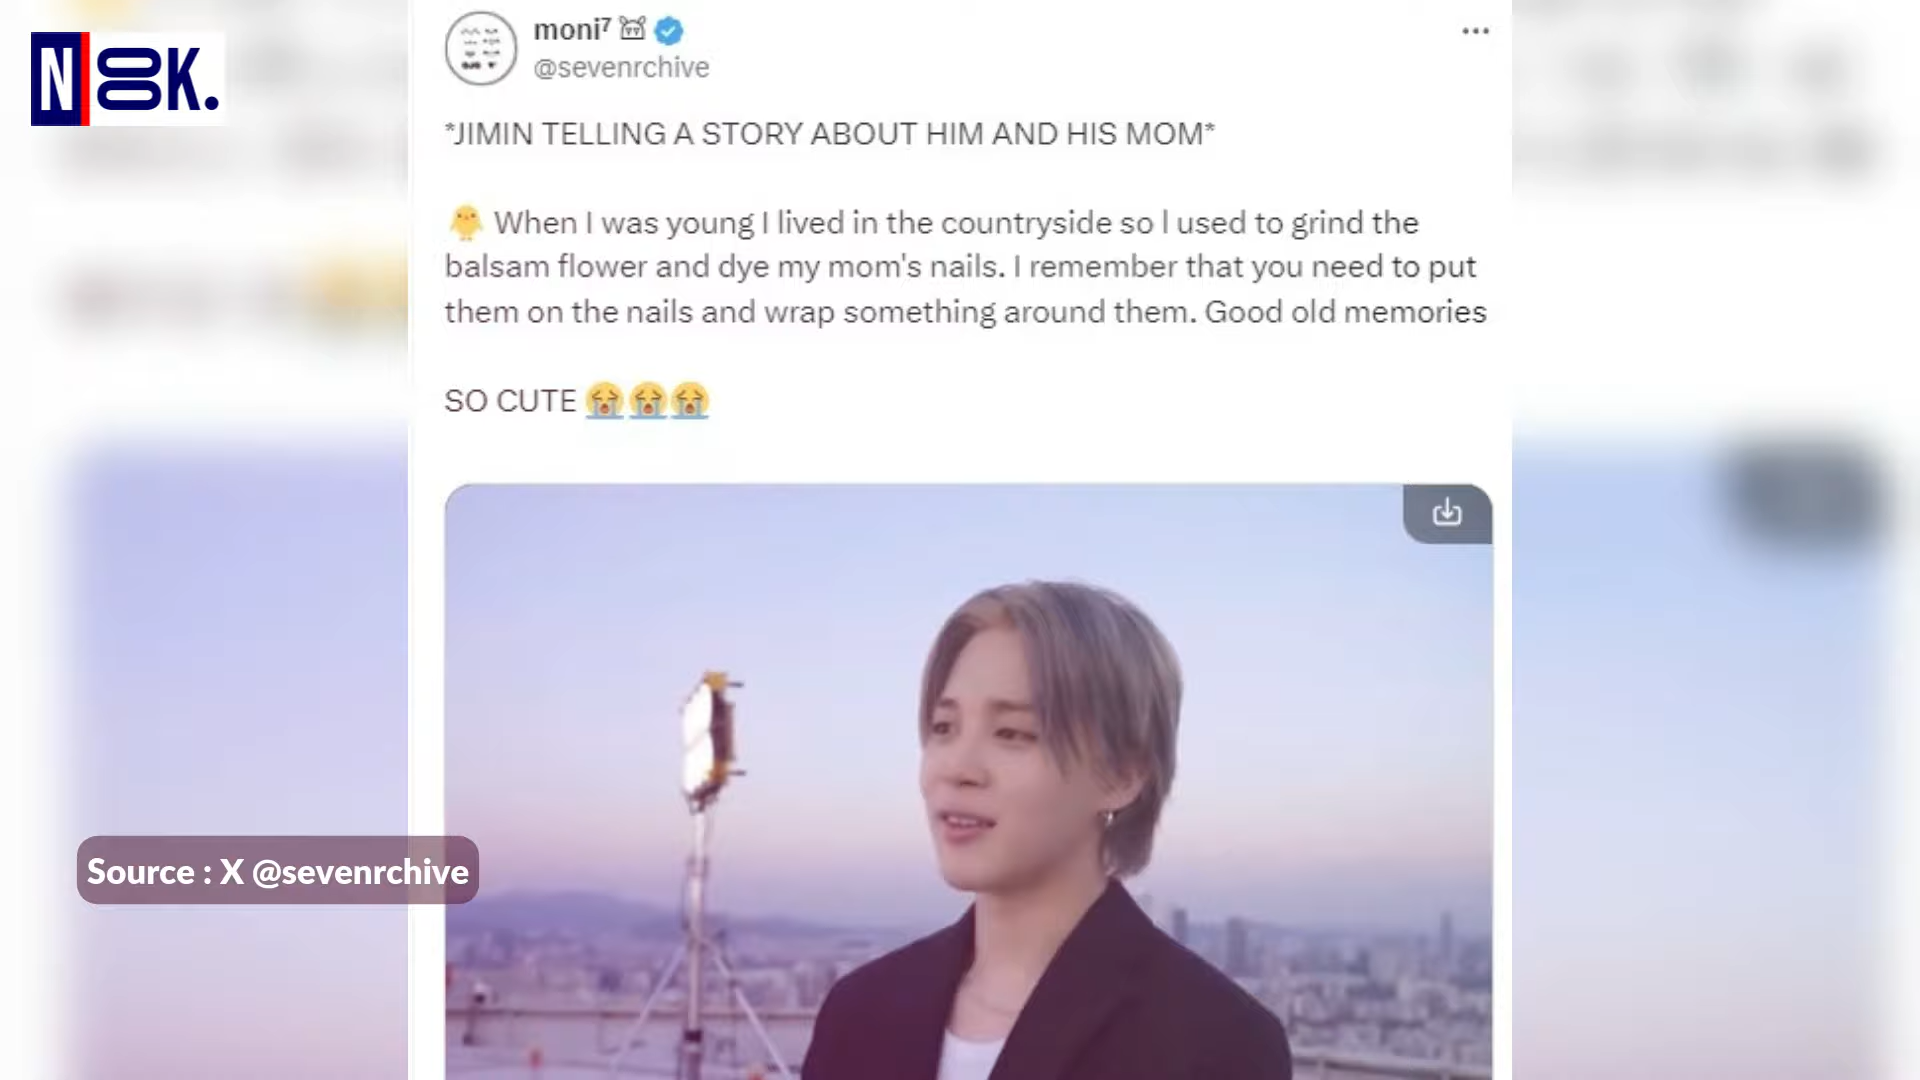 NOOK.
moni⁷
@sevenrchive
*JIMIN TELLING A STORY ABOUT HIM AND HIS MOM*
🐥 When I was young I lived in the countryside so I used to grind the
balsam flower and dye my mom's nails. I remember that you need to put
them on the nails and wrap something around them. Good old memories
SO CUTE 😭😭😭
Source : X @sevenrchive